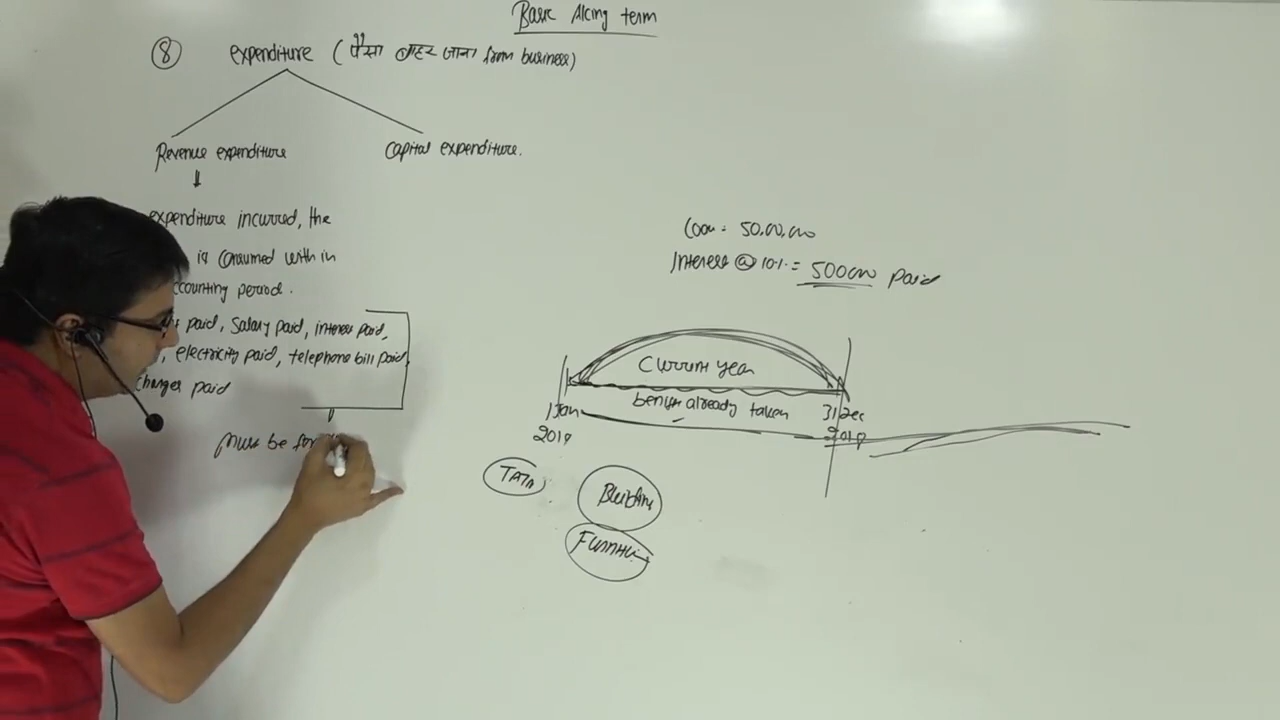 Basic A/cing term
⑧ expenditure (पैसा बाहर जाना from business)
Revenue expenditure
Capital expenditure.
expenditure incurred, the
is consumed with in
ccounting period.
paid, salary paid, interest paid,
, electricity paid, telephone bill paid
charges paid
Must be for
Loan = 50,00,000
Interest @ 10% = 500000 paid
Current year
benefit already taken
1 Jan
31 Dec
TATA
Building
Furniture